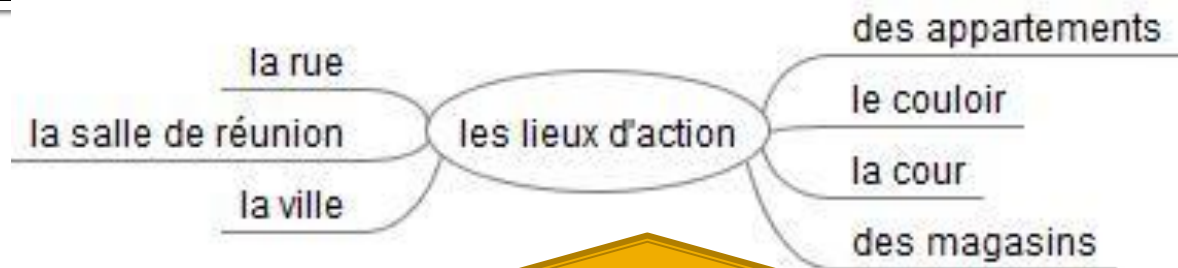 la rue
la salle de réunion
la ville
les lieux d'action
des appartements
le couloir
la cour
des magasins